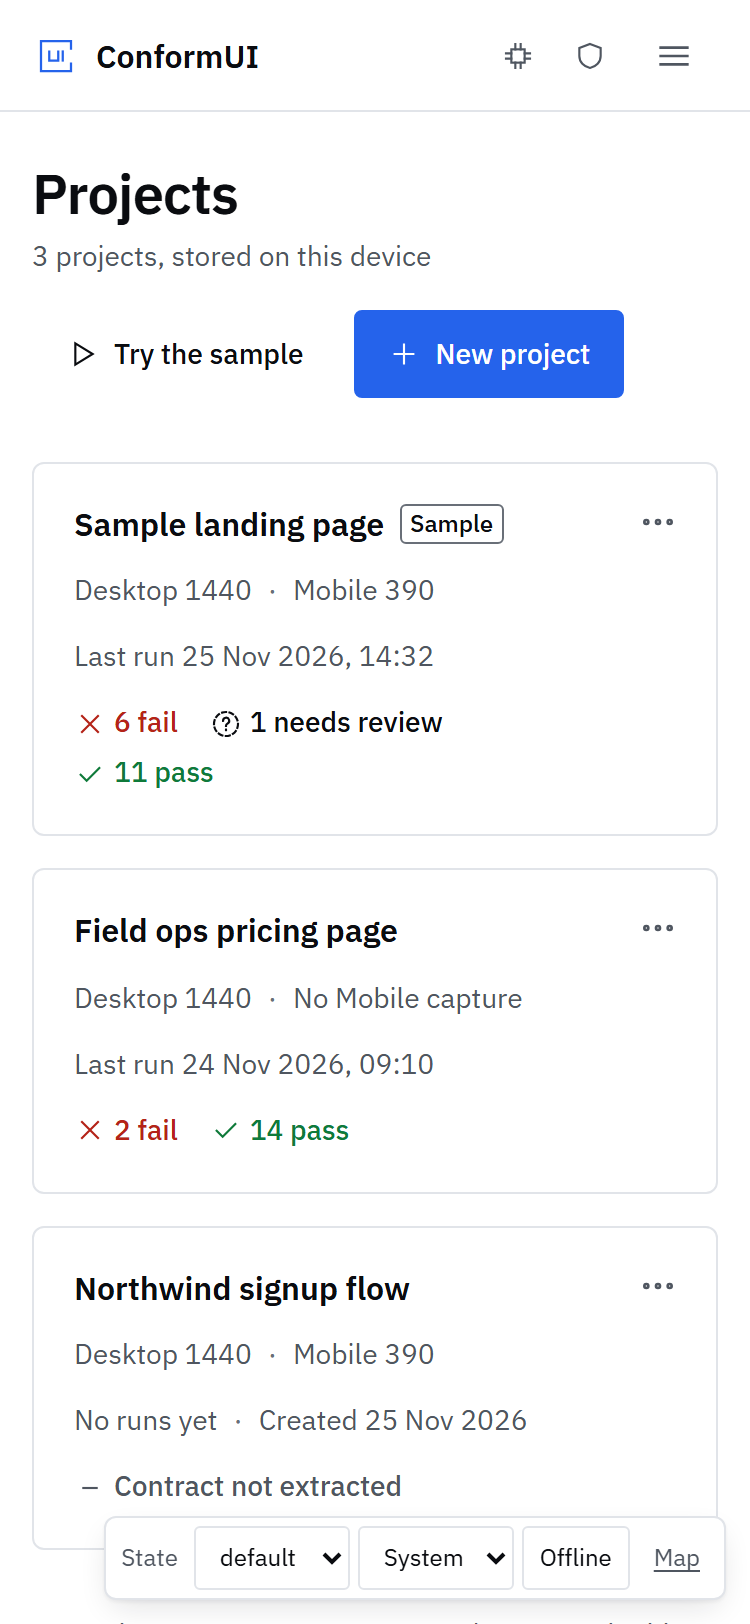 ConformUI
Projects
3 projects, stored on this device
Try the sample
New project
Sample landing page Sample
Desktop 1440 · Mobile 390
Last run 25 Nov 2026, 14:32
6 fail 1 needs review
11 pass
Field ops pricing page
Desktop 1440 · No Mobile capture
Last run 24 Nov 2026, 09:10
2 fail 14 pass
Northwind signup flow
Desktop 1440 · Mobile 390
No runs yet · Created 25 Nov 2026
– Contract not extracted
State default System Offline Map